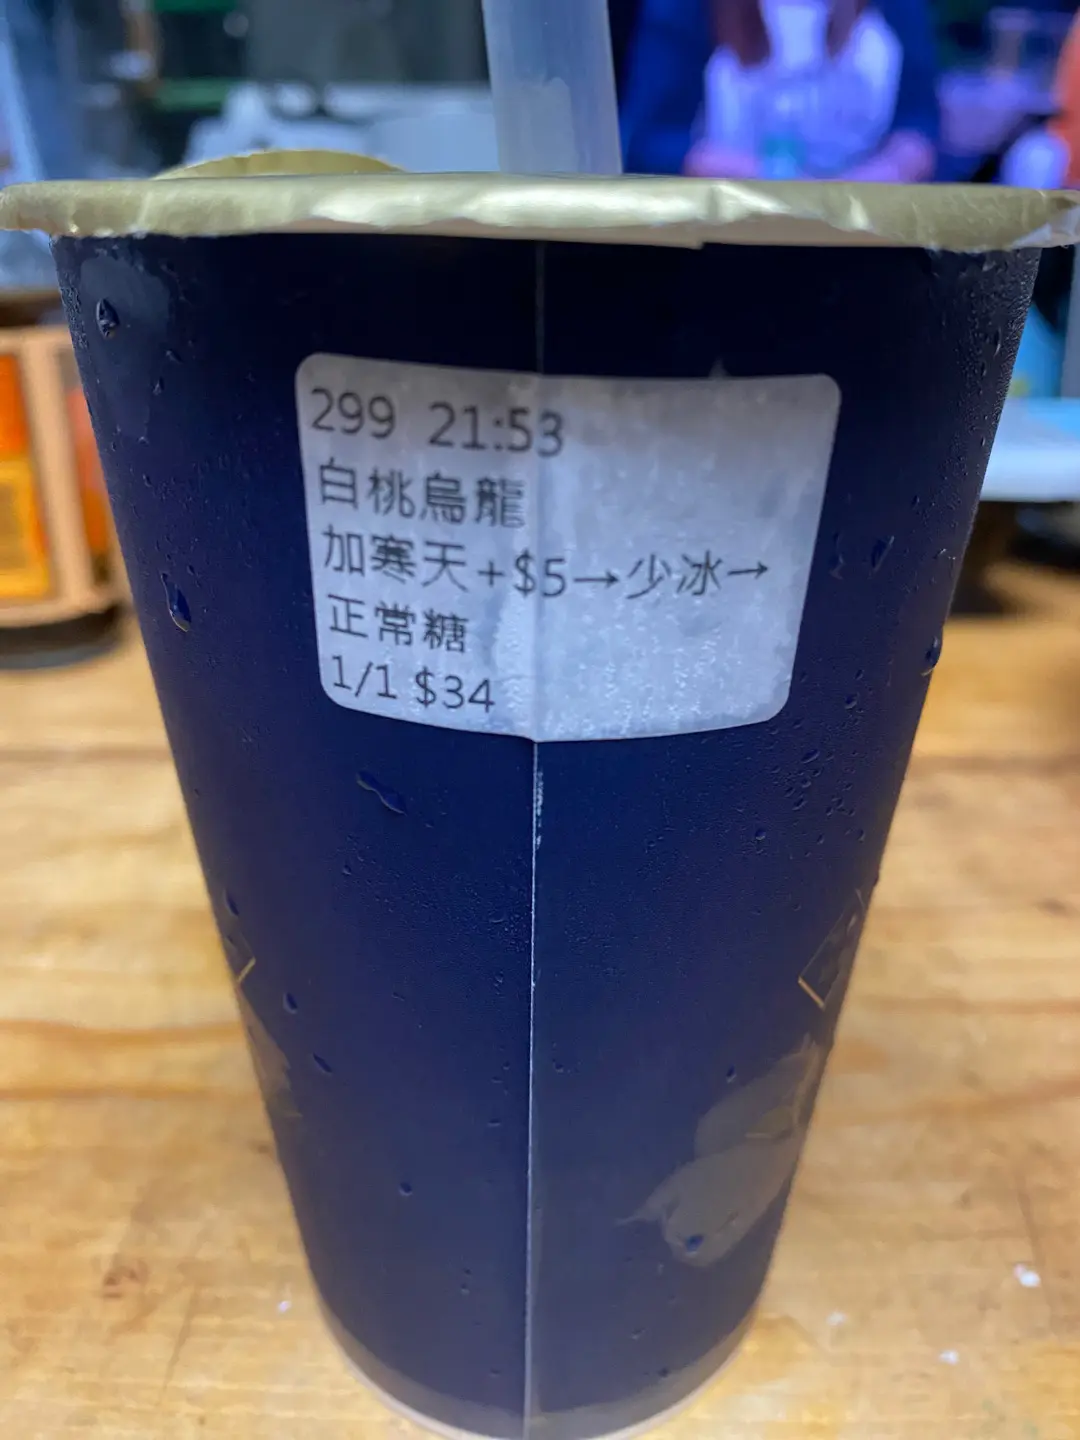 299 21:53
白桃烏龍
加寒天+$5→少冰→
正常糖
1/1 $34